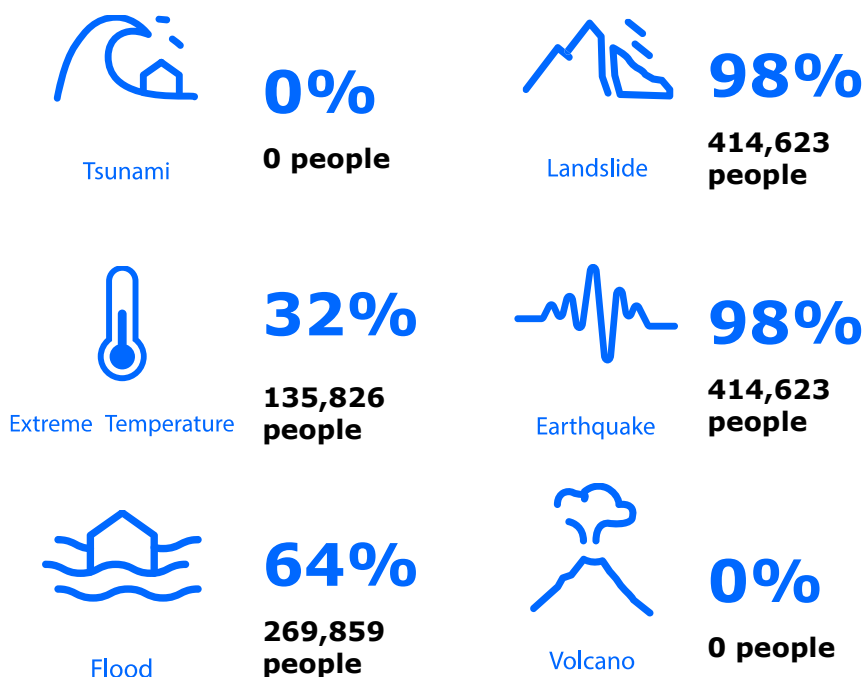 0%
0 people
Tsunami
98%
414,623
people
Landslide
32%
135,826
people
Extreme Temperature
98%
414,623
people
Earthquake
64%
269,859
people
Flood
0%
0 people
Volcano